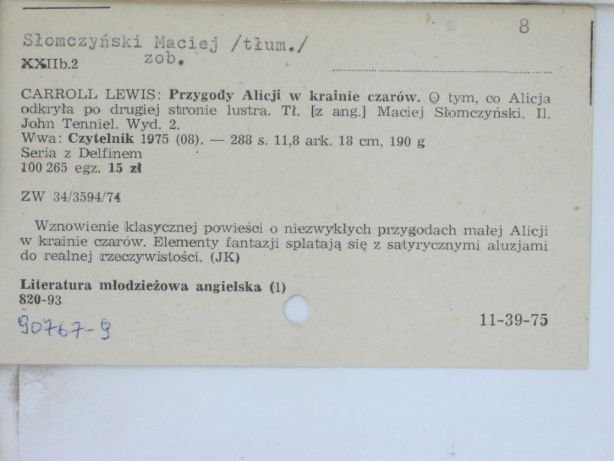 8
Słomczyński Maciej /tłum./
zob.
XXIIb.2
CARROLL LEWIS: Przygody Alicji w krainie czarów. O tym, co Alicja
odkryła po drugiej stronie lustra. Tł. [z ang.] Maciej Słomczyński. Il.
John Tenniel. Wyd. 2.
Wwa: Czytelnik 1975 (08). — 283 s. 11,8 ark. 18 cm, 190 g
Seria z Delfinem
100 265 egz. 15 zł
ZW 34/3594/74
Wznowienie klasycznej powieści o niezwykłych przygodach małej Alicji
w krainie czarów. Elementy fantazji splatają się z satyrycznymi aluzjami
do realnej rzeczywistości. (JK)
Literatura młodzieżowa angielska (1)
820-93
90767-9
11-39-75